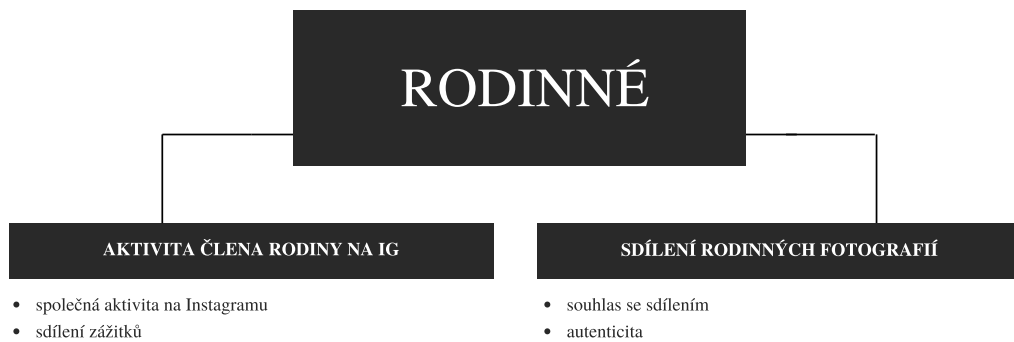 RODINNÉ
AKTIVITA ČLENA RODINY NA IG
• společná aktivita na Instagramu
• sdílení zážitků
SDÍLENÍ RODINNÝCH FOTOGRAFIÍ
• souhlas se sdílením
• autenticita